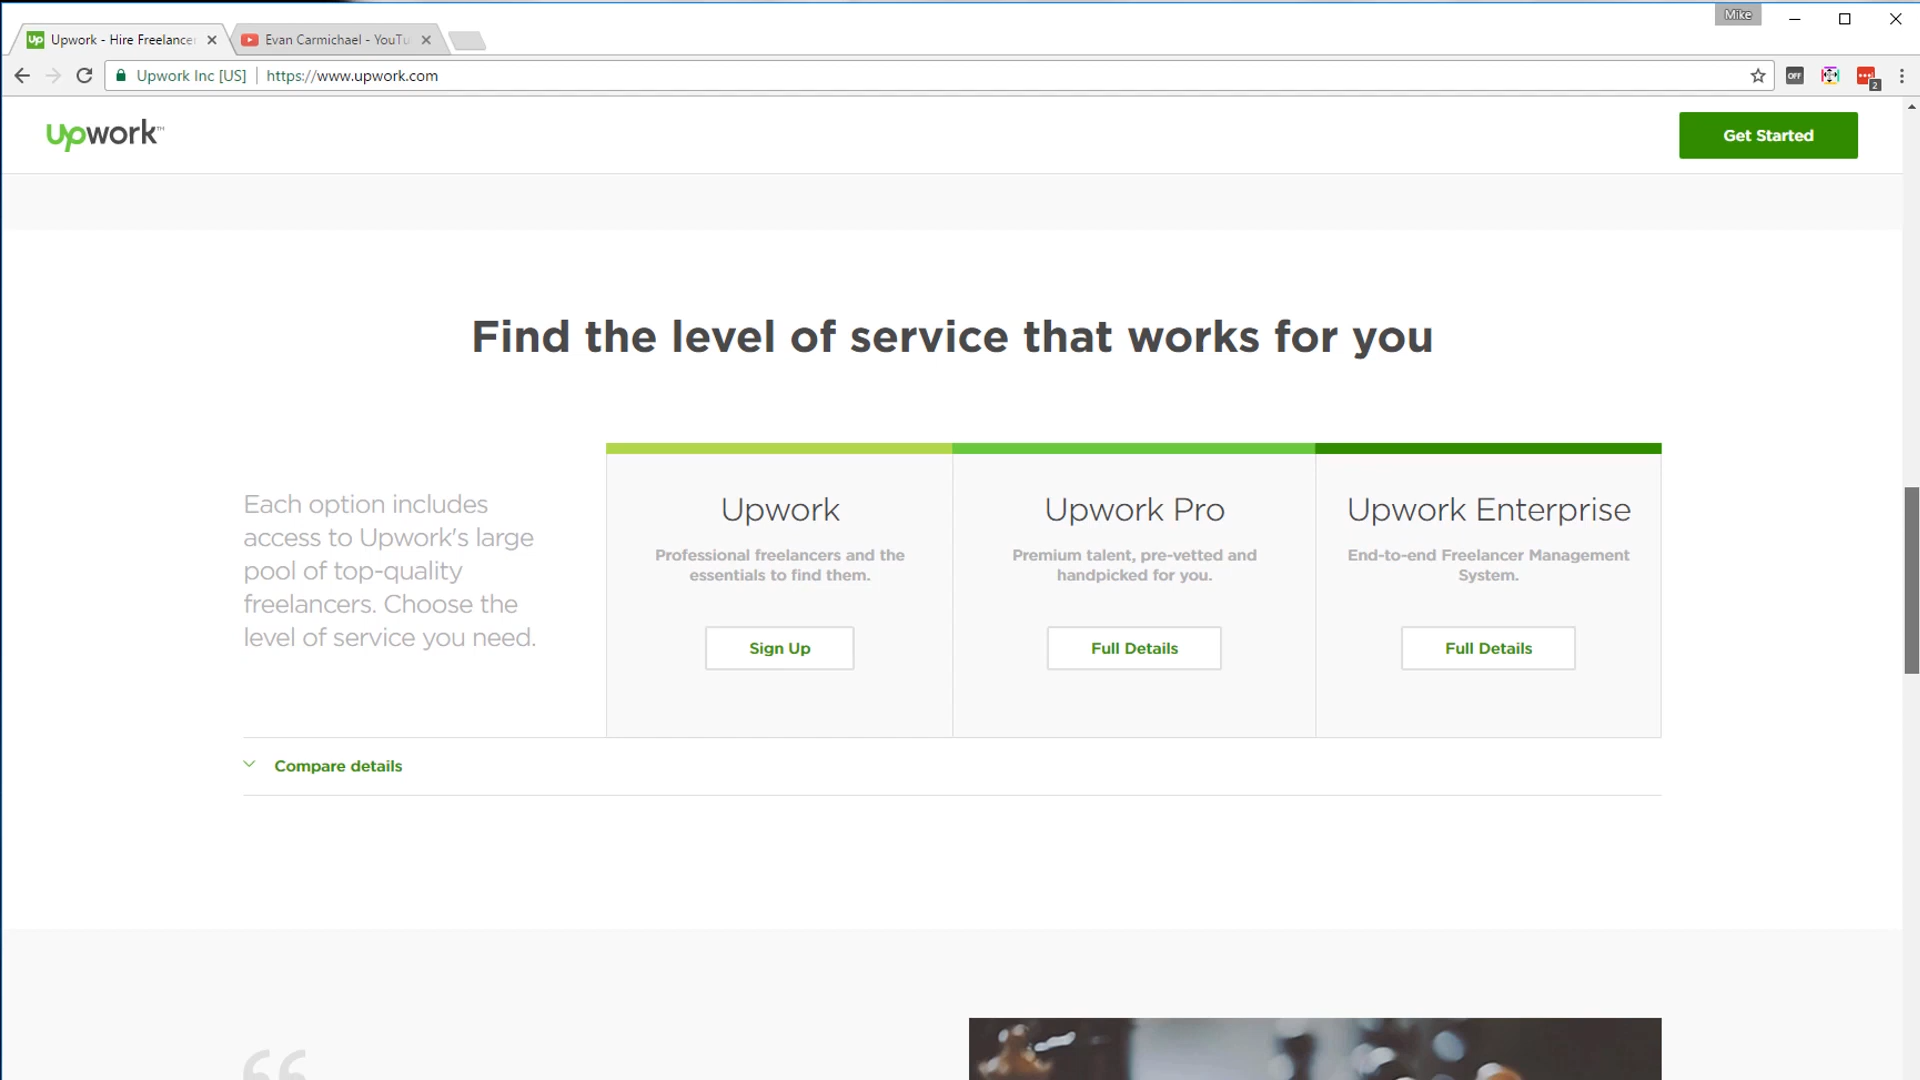 Mike
Upwork - Hire Freelance
Evan Carmichael - YouTu
Upwork Inc [US] https://www.upwork.com
OFF
2
upwork™
Get Started
Find the level of service that works for you
Each option includes
access to Upwork's large
pool of top-quality
freelancers. Choose the
level of service you need.
Upwork
Professional freelancers and the
essentials to find them.
Sign Up
Upwork Pro
Premium talent, pre-vetted and
handpicked for you.
Full Details
Upwork Enterprise
End-to-end Freelancer Management
System.
Full Details
Compare details
“